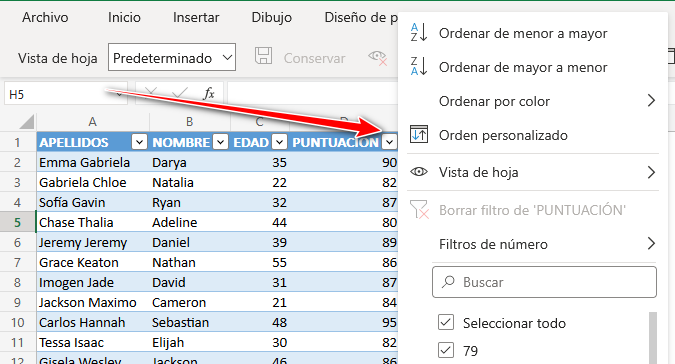 Archivo Inicio Insertar Dibujo Diseño de p
Vista de hoja Predeterminado Conservar
H5 fx
A B C D
1 APELLIDOS NOMBRE EDAD PUNTUACIÓN
2 Emma Gabriela Darya 35 90
3 Gabriela Chloe Natalia 22 82
4 Sofía Gavin Ryan 32 87
5 Chase Thalia Adeline 44 80
6 Jeremy Jeremy Daniel 39 89
7 Grace Keaton Nathan 55 86
8 Imogen Jade David 31 87
9 Jackson Maximo Cameron 21 84
10 Carlos Hannah Sebastian 48 95
11 Tessa Isaac Elijah 30 82
12 Gisela Wesley Jackson 46 86
Ordenar de menor a mayor
Ordenar de mayor a menor
Ordenar por color
Orden personalizado
Vista de hoja
Borrar filtro de 'PUNTUACIÓN'
Filtros de número
Buscar
Seleccionar todo
79